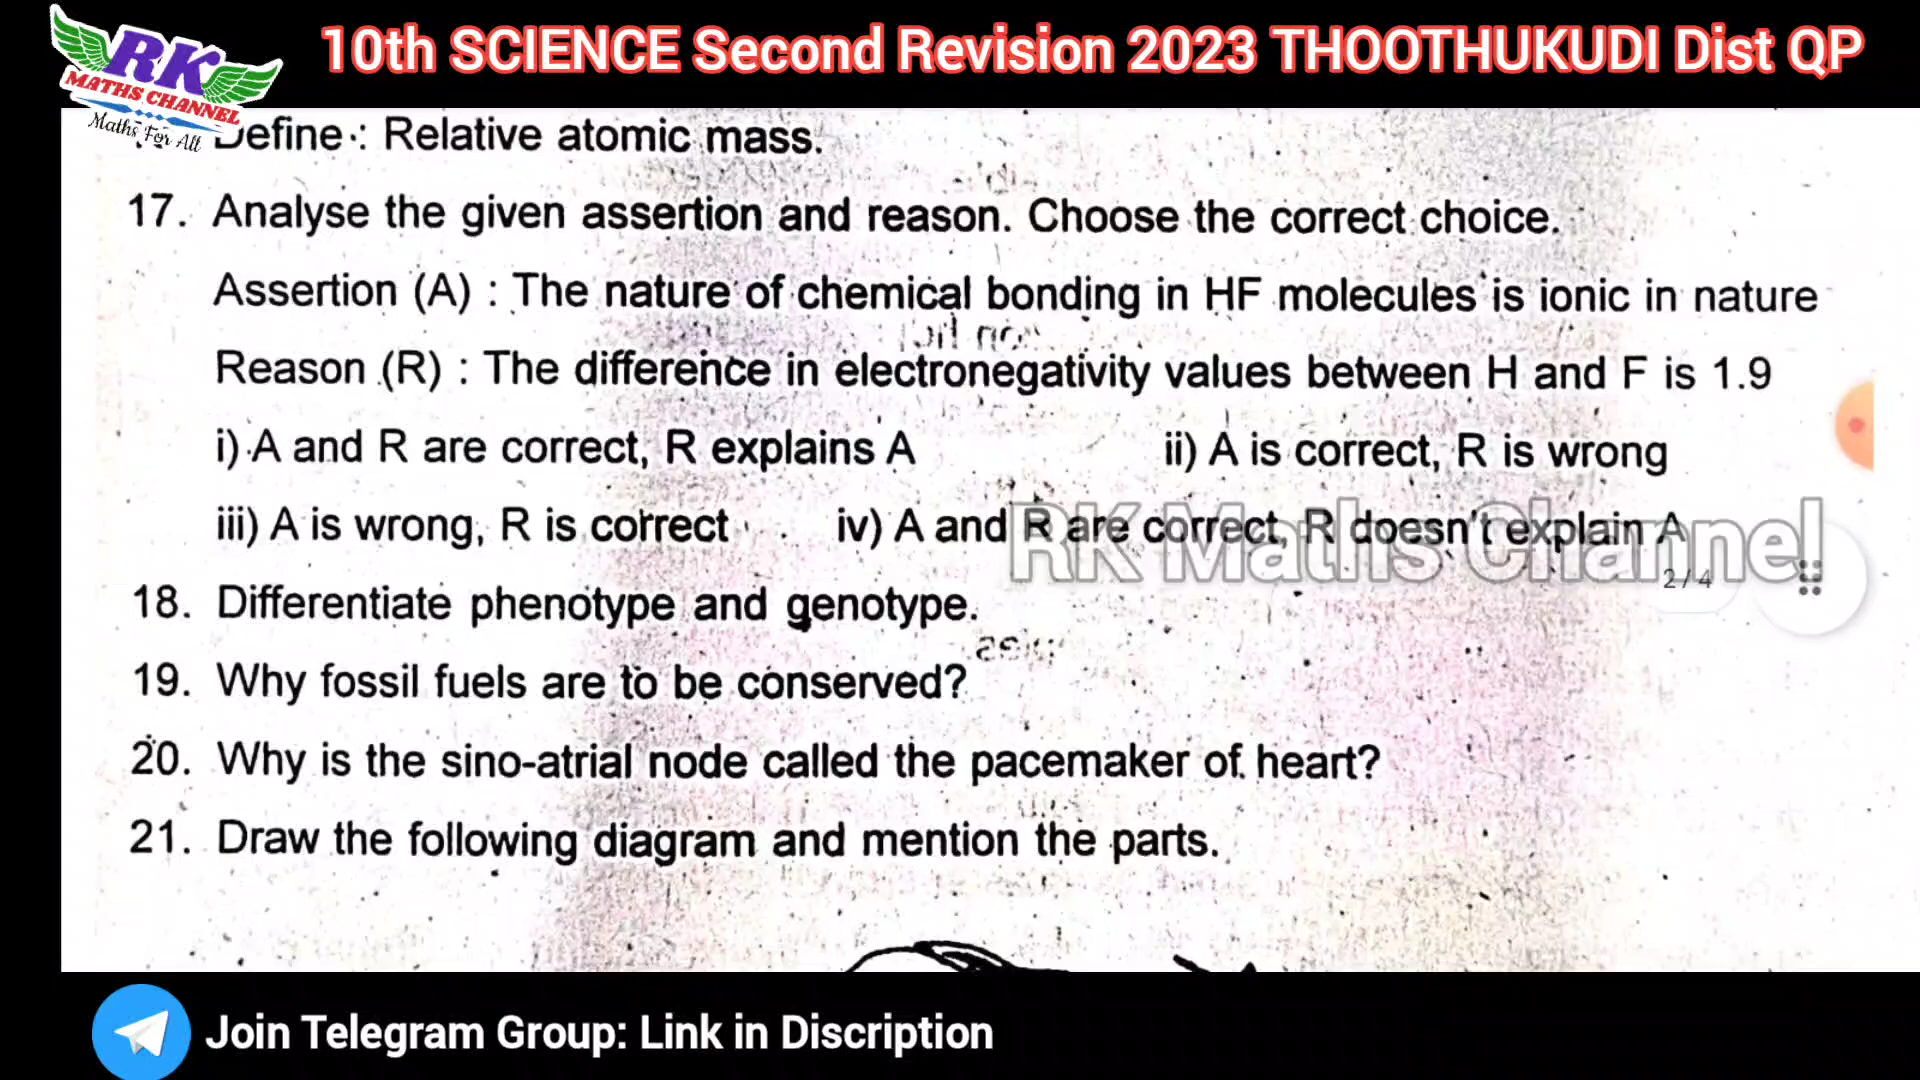 RK
MATHS CHANNEL
Maths For All
10th SCIENCE Second Revision 2023 THOOTHUKUDI Dist QP
Define : Relative atomic mass.
17. Analyse the given assertion and reason. Choose the correct choice.
Assertion (A) : The nature of chemical bonding in HF molecules is ionic in nature
Reason (R) : The difference in electronegativity values between H and F is 1.9
i) A and R are correct, R explains A ii) A is correct, R is wrong
iii) A is wrong, R is correct iv) A and R are correct, R doesn't explain A
RK Maths Channel
2 / 4
18. Differentiate phenotype and genotype.
19. Why fossil fuels are to be conserved?
20. Why is the sino-atrial node called the pacemaker of heart?
21. Draw the following diagram and mention the parts.
Join Telegram Group: Link in Discription